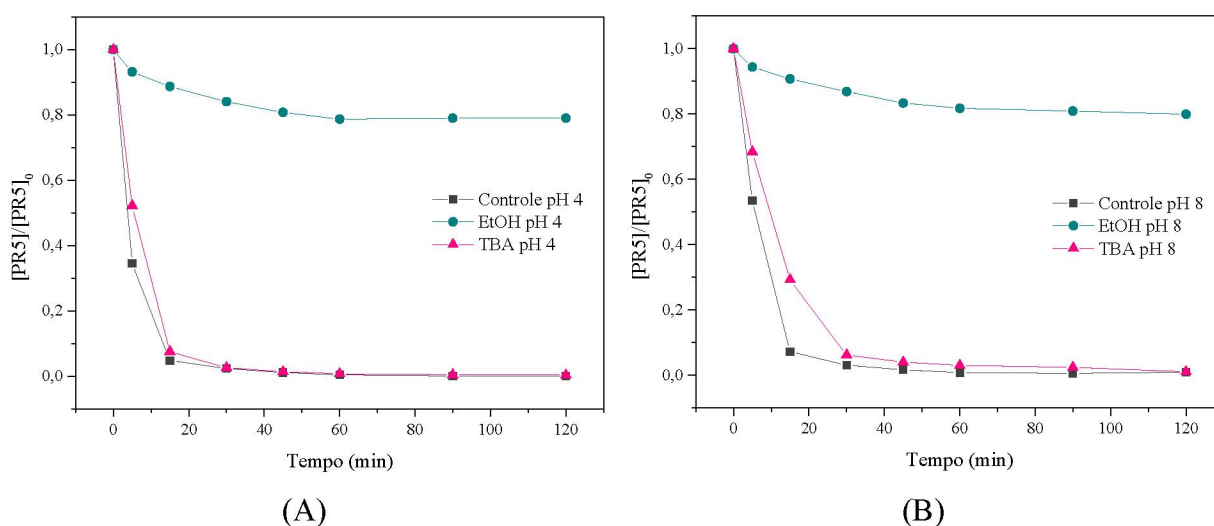 1,0
0,8
0,6
0,4
0,2
0,0
[PR5]/[PR5]0
Controle pH 4
EtOH pH 4
TBA pH 4
0 20 40 60 80 100 120
Tempo (min)
(A)
1,0
0,8
0,6
0,4
0,2
0,0
[PR5]/[PR5]0
Controle pH 8
EtOH pH 8
TBA pH 8
0 20 40 60 80 100 120
Tempo (min)
(B)